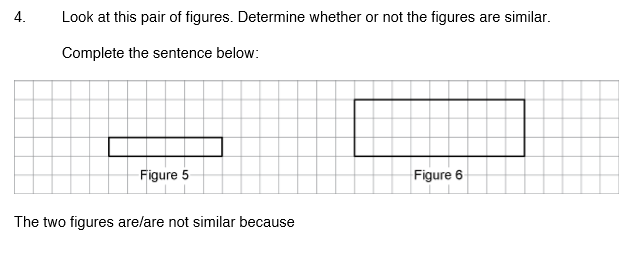 4. Look at this pair of figures. Determine whether or not the figures are similar.
Complete the sentence below:
Figure 5 Figure 6
The two figures are/are not similar because